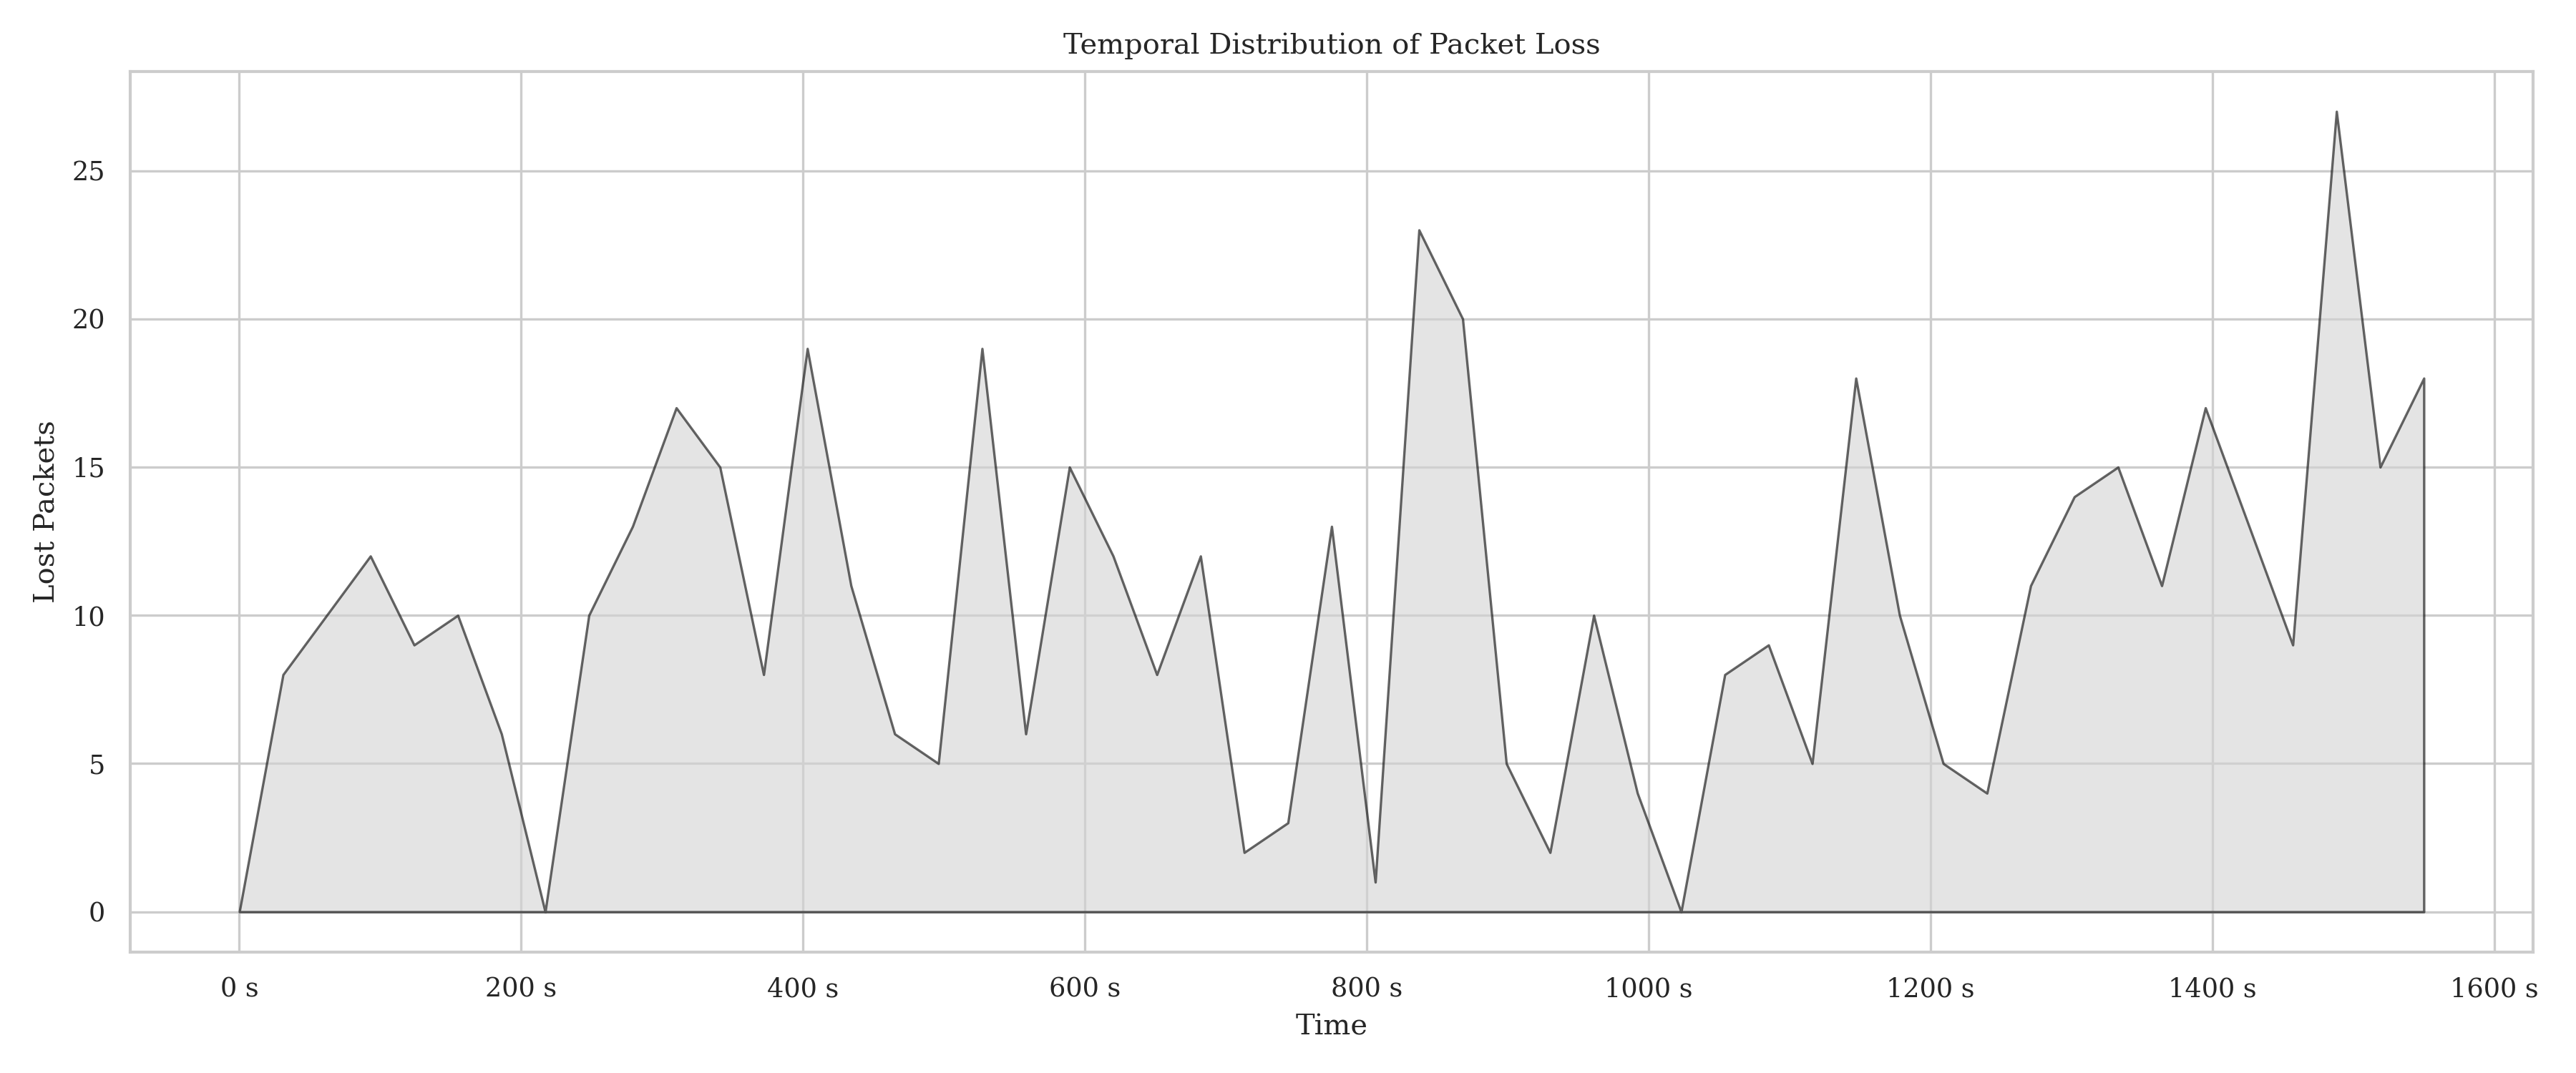 Temporal Distribution of Packet Loss
Lost Packets
25
20
15
10
5
0
0 s
200 s
400 s
600 s
800 s
1000 s
1200 s
1400 s
1600 s
Time